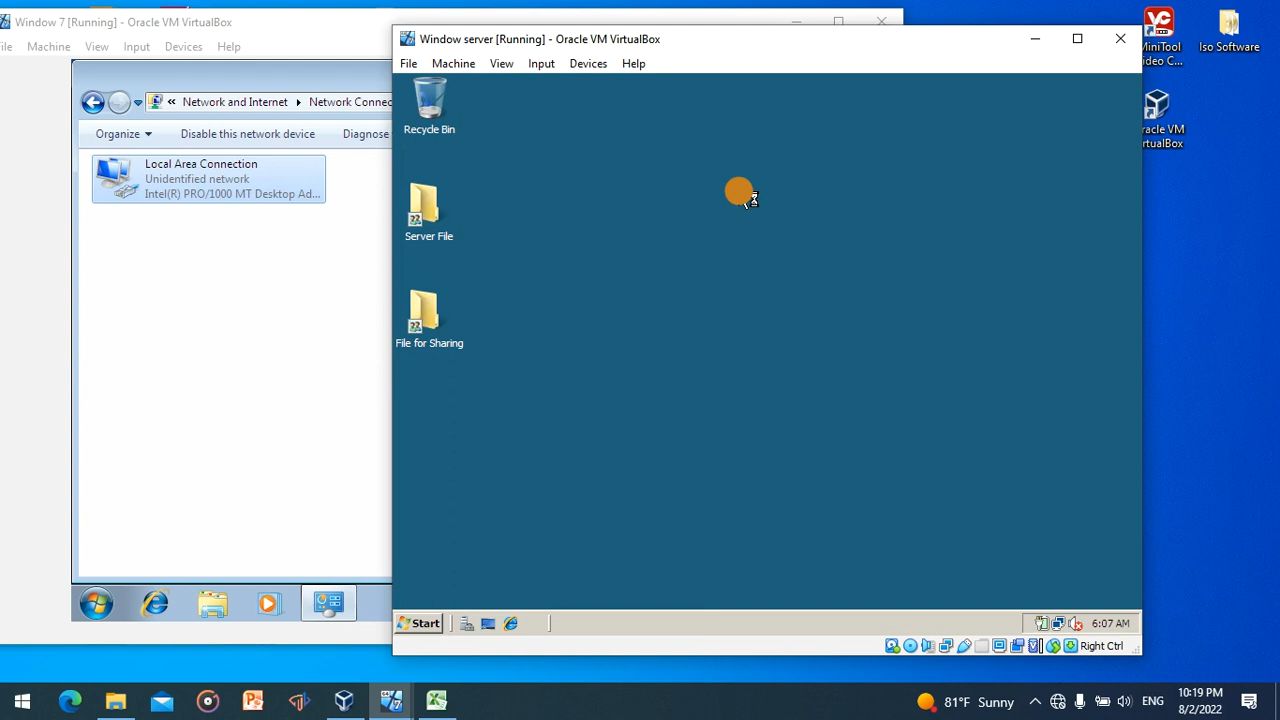 Window 7 [Running] - Oracle VM VirtualBox
ile Machine View Input Devices Help
Network and Internet Network Connec
Organize Disable this network device Diagnose
Local Area Connection
Unidentified network
Intel(R) PRO/1000 MT Desktop Ad...
Window server [Running] - Oracle VM VirtualBox
File Machine View Input Devices Help
Recycle Bin
Server File
File for Sharing
Start
6:07 AM
Right Ctrl
MiniTool
ideo C...
Iso Software
racle VM
irtualBox
81°F Sunny
ENG
10:19 PM
8/2/2022